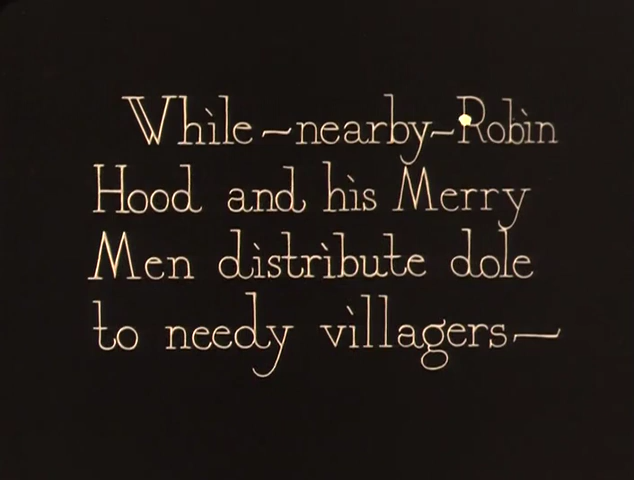 While ~ nearby – Robin
Hood and his Merry
Men distribute dole
to needy villagers —